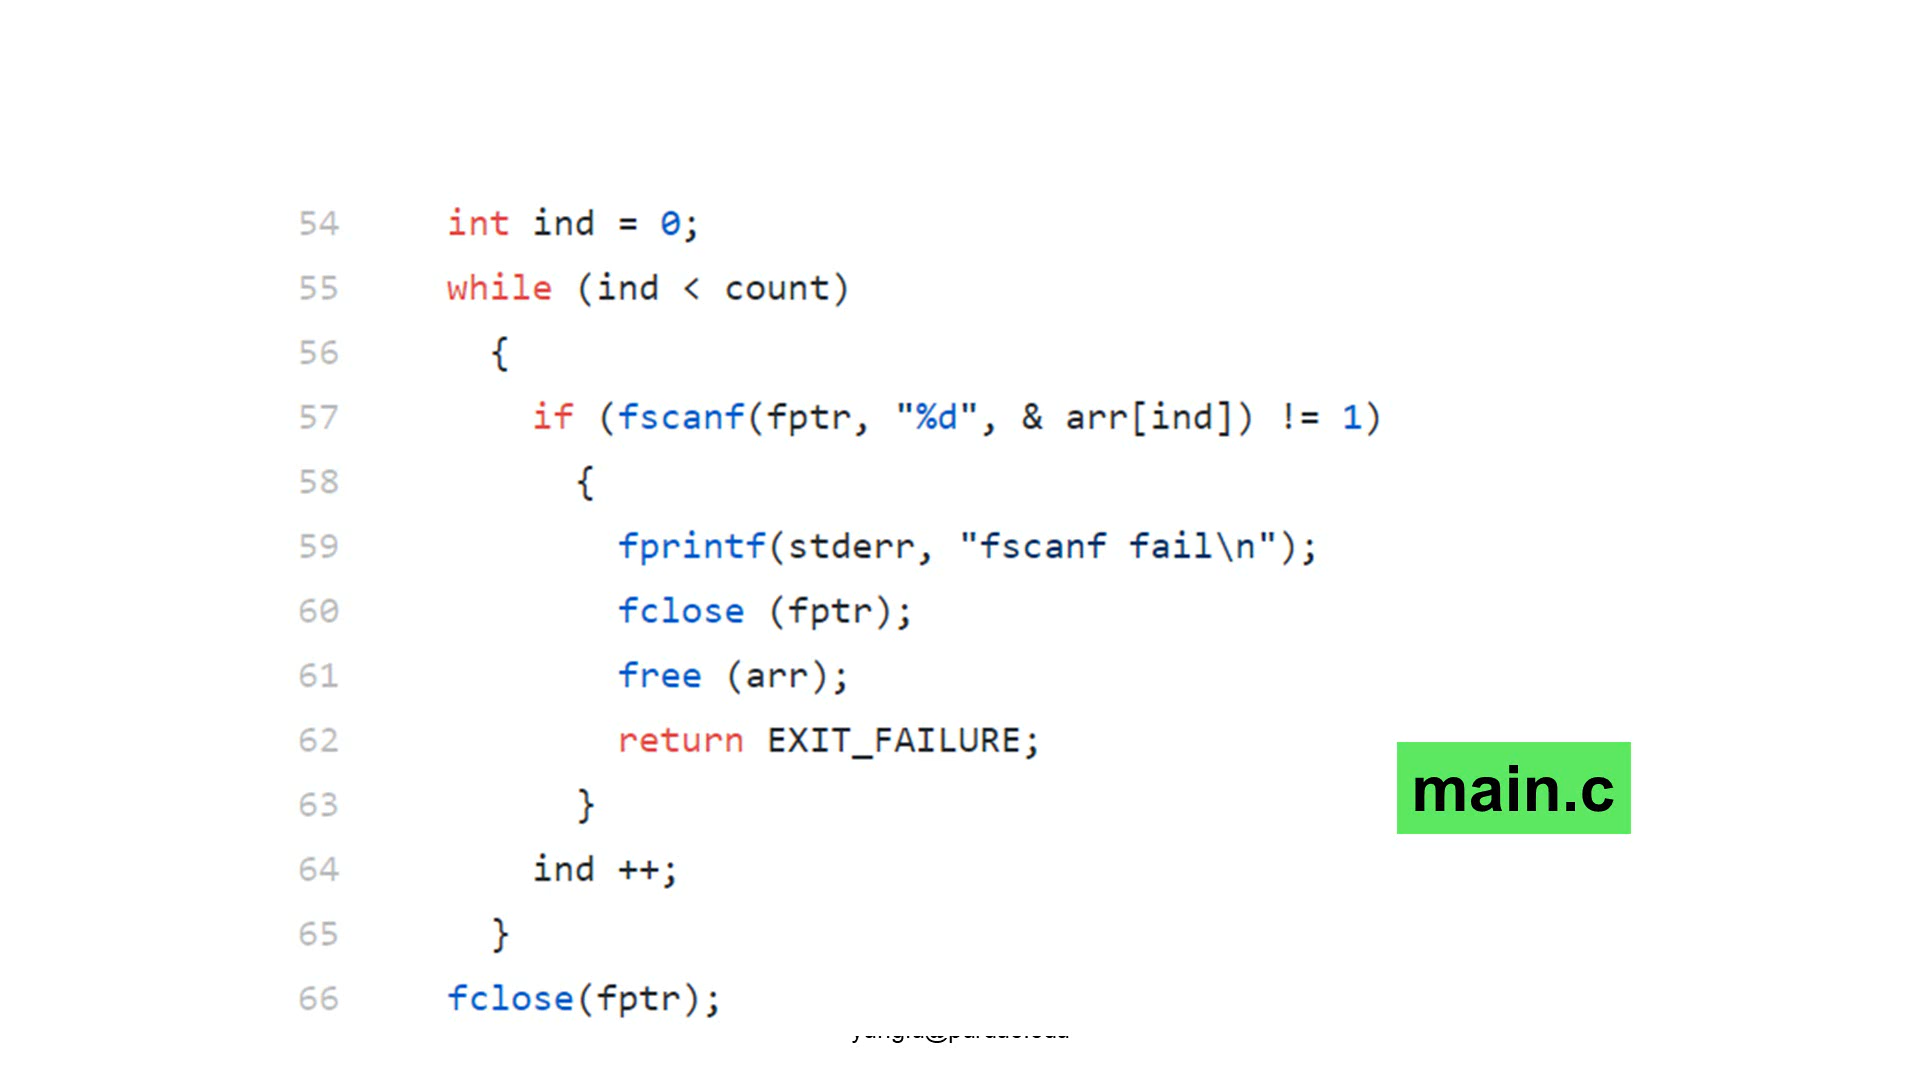 54 int ind = 0;
55 while (ind < count)
56 {
57 if (fscanf(fptr, "%d", & arr[ind]) != 1)
58 {
59 fprintf(stderr, "fscanf fail\n");
60 fclose (fptr);
61 free (arr);
62 return EXIT_FAILURE;
63 }
64 ind ++;
65 }
66 fclose(fptr);
main.c